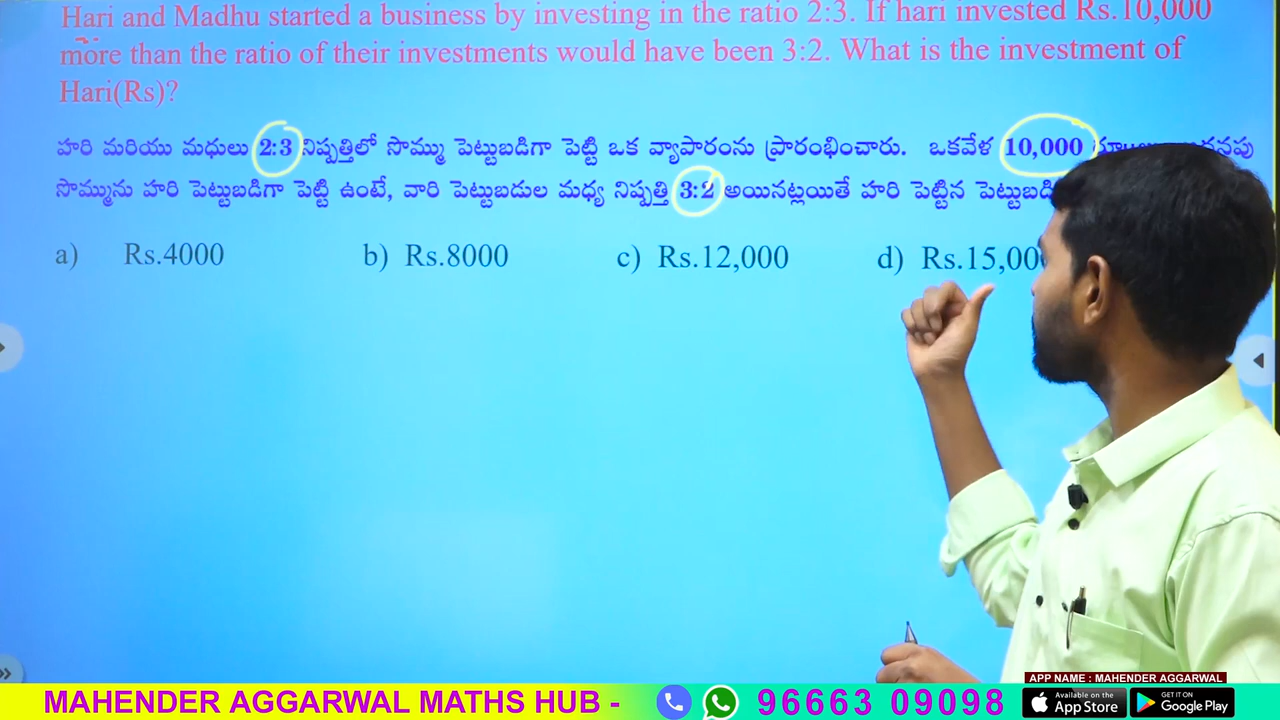 Hari and Madhu started a business by investing in the ratio 2:3. If hari invested Rs.10,000
more than the ratio of their investments would have been 3:2. What is the investment of
Hari(Rs)?
హరి మరియు మధులు 2:3 నిష్పత్తిలో సొమ్ము పెట్టుబడిగా పెట్టి ఒక వ్యాపారంను ప్రారంభించారు. ఒకవేళ 10,000
సొమ్మును హరి పెట్టుబడిగా పెట్టి ఉంటే, వారి పెట్టుబడుల మధ్య నిష్పత్తి 3:2 అయినట్లయితే హరి పెట్టిన
a) Rs.4000 b) Rs.8000 c) Rs.12,000 d) Rs.15,00
APP NAME : MAHENDER AGGARWAL
MAHENDER AGGARWAL MATHS HUB - 96663 09098
Available on the App Store
GET IT ON Google Play